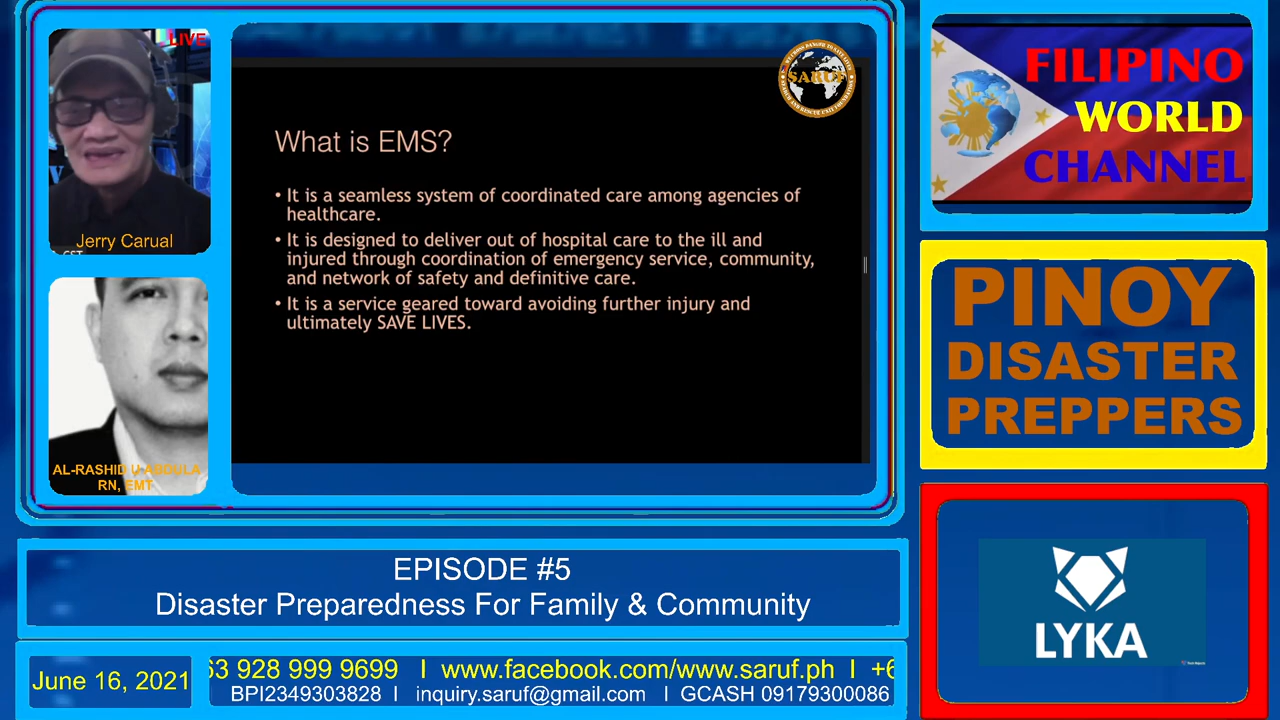 LIVE
Jerry Carual
CST
AL-RASHID U ABDULA
RN, EMT
SARUF
What is EMS?
• It is a seamless system of coordinated care among agencies of
healthcare.
• It is designed to deliver out of hospital care to the ill and
injured through coordination of emergency service, community,
and network of safety and definitive care.
• It is a service geared toward avoiding further injury and
ultimately SAVE LIVES.
FILIPINO
WORLD
CHANNEL
PINOY
DISASTER
PREPPERS
LYKA
EPISODE #5
Disaster Preparedness For Family & Community
June 16, 2021
63 928 999 9699 I www.facebook.com/www.saruf.ph I +6
BPI2349303828 I inquiry.saruf@gmail.com I GCASH 09179300086